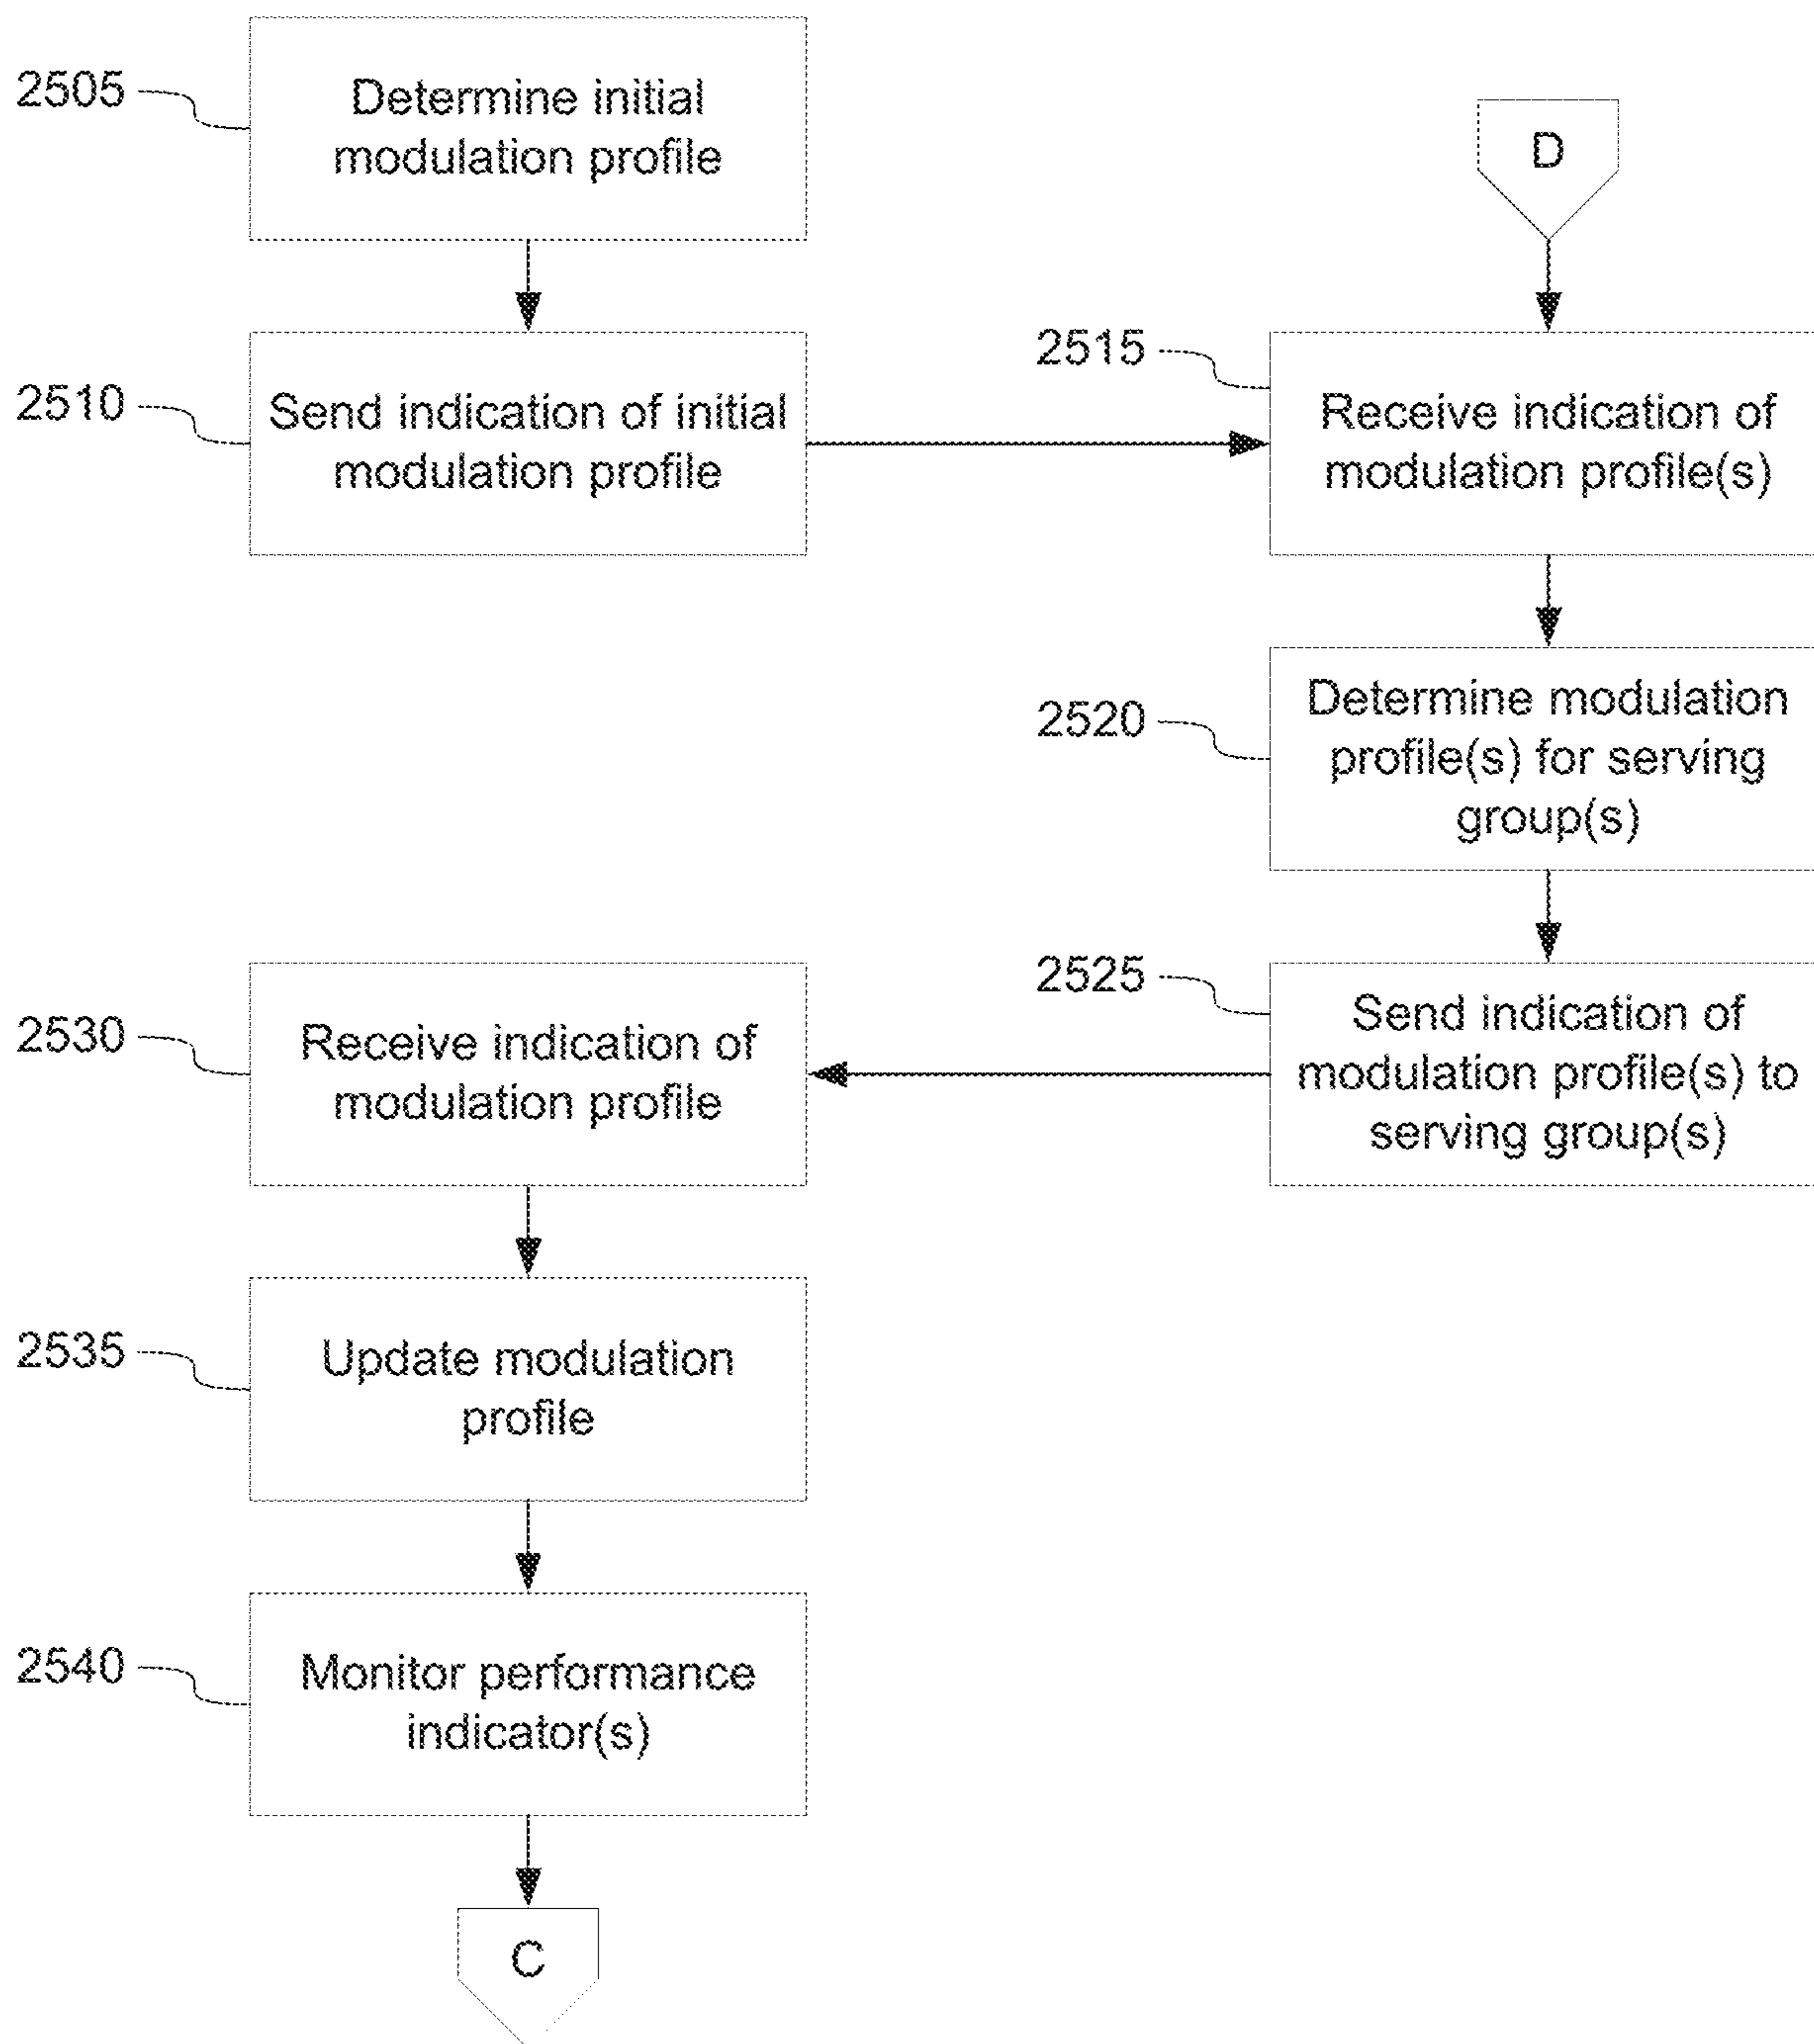 2505
Determine initial
modulation profile
D
2510
Send indication of initial
modulation profile
2515
Receive indication of
modulation profile(s)
2520
Determine modulation
profile(s) for serving
group(s)
2525
Send indication of
modulation profile(s) to
serving group(s)
2530
Receive indication of
modulation profile
2535
Update modulation
profile
2540
Monitor performance
indicator(s)
C